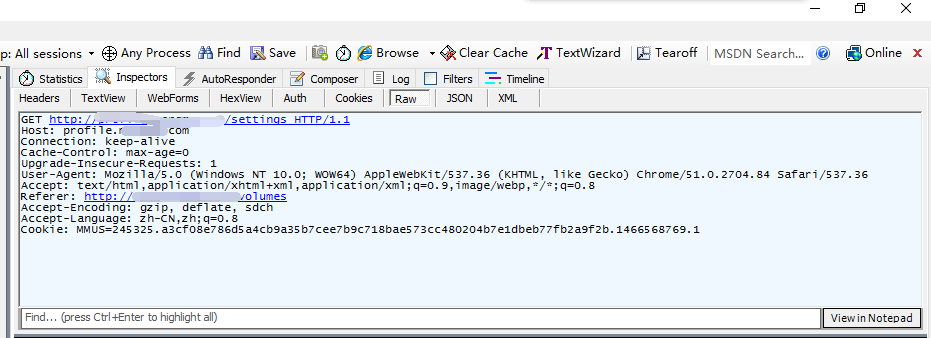 p: All sessions Any Process Find Save Browse Clear Cache TextWizard Tearoff MSDN Search... Online
Statistics Inspectors AutoResponder Composer Log Filters Timeline
Headers TextView WebForms HexView Auth Cookies Raw JSON XML
GET http:// /settings HTTP/1.1
Host: profile. com
Connection: keep-alive
Cache-Control: max-age=0
Upgrade-Insecure-Requests: 1
User-Agent: Mozilla/5.0 (Windows NT 10.0; WOW64) AppleWebKit/537.36 (KHTML, like Gecko) Chrome/51.0.2704.84 Safari/537.36
Accept: text/html,application/xhtml+xml,application/xml;q=0.9,image/webp,*/*;q=0.8
Referer: http:// volumes
Accept-Encoding: gzip, deflate, sdch
Accept-Language: zh-CN,zh;q=0.8
Cookie: MMUS=245325.a3cf08e786d5a4cb9a35b7cee7b9c718bae573cc480204b7e1dbeb77fb2a9f2b.1466568769.1
Find... (press Ctrl+Enter to highlight all) View in Notepad